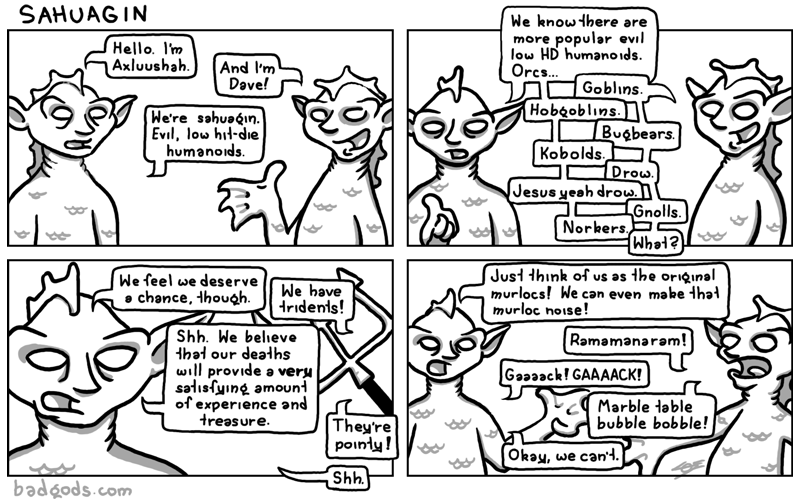 SAHUAGIN
Hello. I'm
Axluushah.
And I'm
Dave!
We're sahuagin.
Evil, low hit-die
humanoids.
We know there are
more popular evil
low HD humanoids.
Orcs...
Goblins.
Hobgoblins.
Bugbears.
Kobolds.
Drow.
Jesus yeah drow.
Gnolls.
Norkers.
What?
We feel we deserve
a chance, though.
We have
tridents!
Shh. We believe
that our deaths
will provide a very
satisfying amount
of experience and
treasure.
They're
pointy!
Shh.
Just think of us as the original
murlocs! We can even make that
murloc noise!
Ramamanaram!
Gaaaack! GAAAACK!
Marble table
bubble bobble!
Okay, we can't.
badgods.com